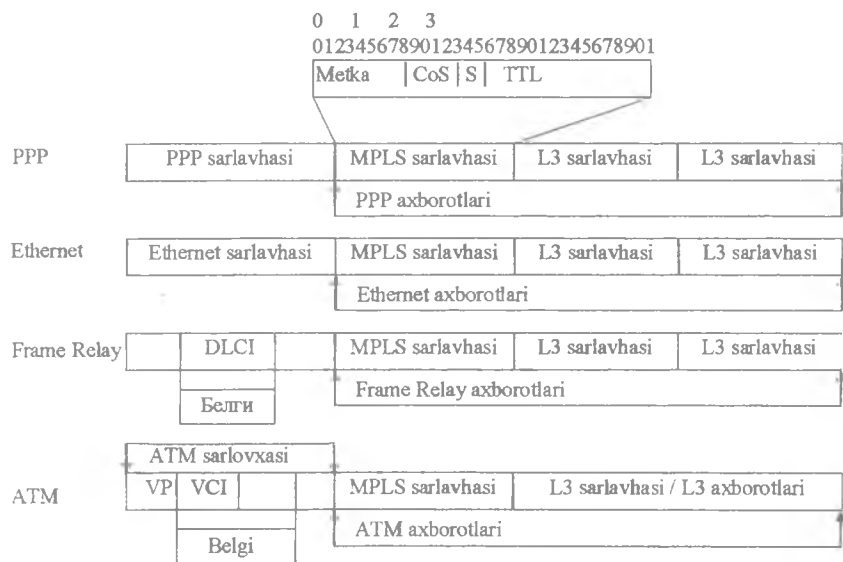 0 1 2 3
01234567890123456789012345678901
Metka CoS S TTL
PPP PPP sarlavhasi MPLS sarlavhasi L3 sarlavhasi L3 sarlavhasi
PPP axborotlari
Ethernet Ethernet sarlavhasi MPLS sarlavhasi L3 sarlavhasi L3 sarlavhasi
Ethernet axborotlari
Frame Relay DLCI MPLS sarlavhasi L3 sarlavhasi L3 sarlavhasi
Frame Relay axborotlari
Белги
ATM sarlovxasi
ATM VP VCI MPLS sarlavhasi L3 sarlavhasi / L3 axborotlari
ATM axborotlari
Belgi